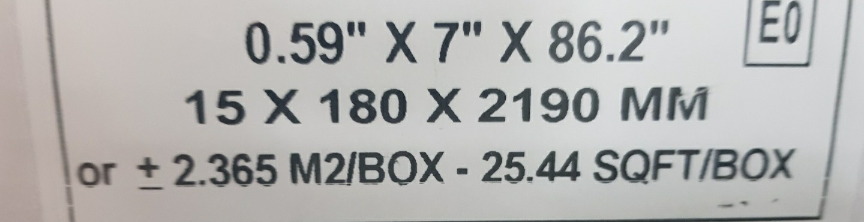 0.59" X 7" X 86.2"
E0
15 X 180 X 2190 MM
or ± 2.365 M2/BOX - 25.44 SQFT/BOX